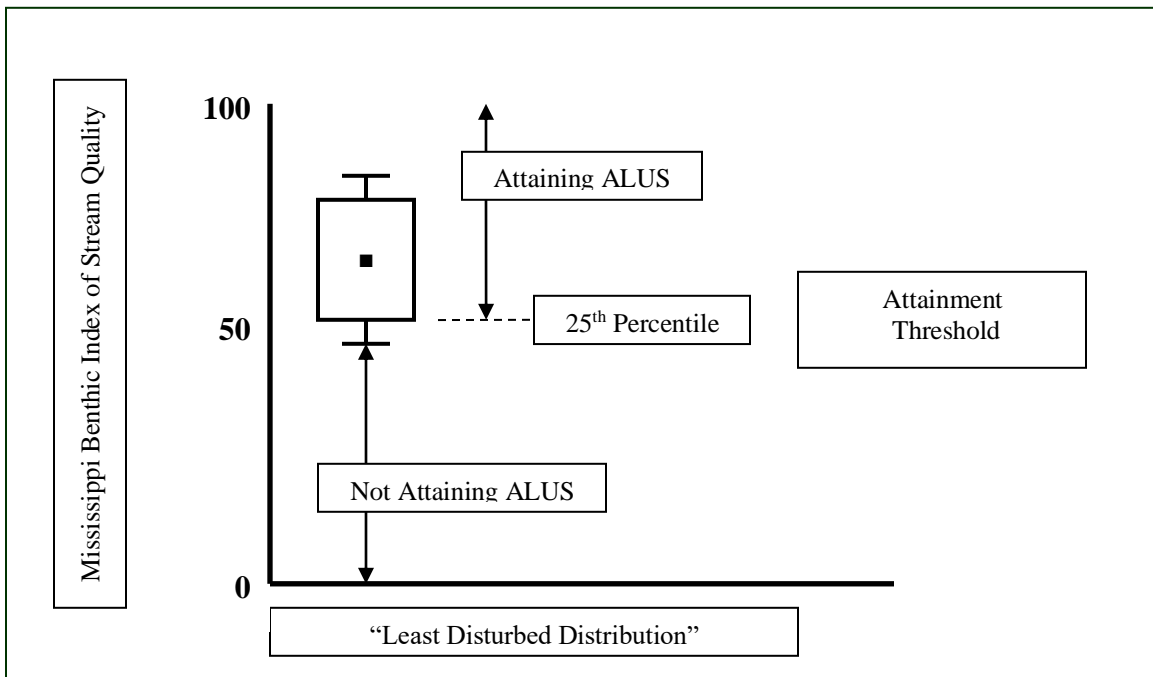 Mississippi Benthic Index of Stream Quality
100
Attaining ALUS
25th Percentile
50
Attainment
Threshold
Not Attaining ALUS
0
“Least Disturbed Distribution”